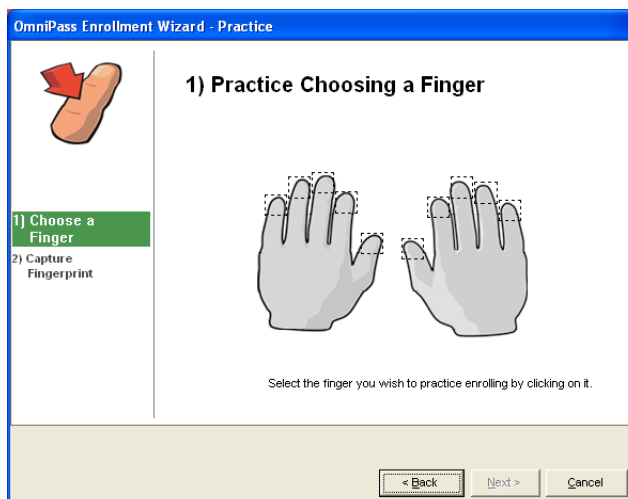 OmniPass Enrollment Wizard - Practice
1) Practice Choosing a Finger
1) Choose a
Finger
2) Capture
Fingerprint
Select the finger you wish to practice enrolling by clicking on it.
< Back
Next >
Cancel